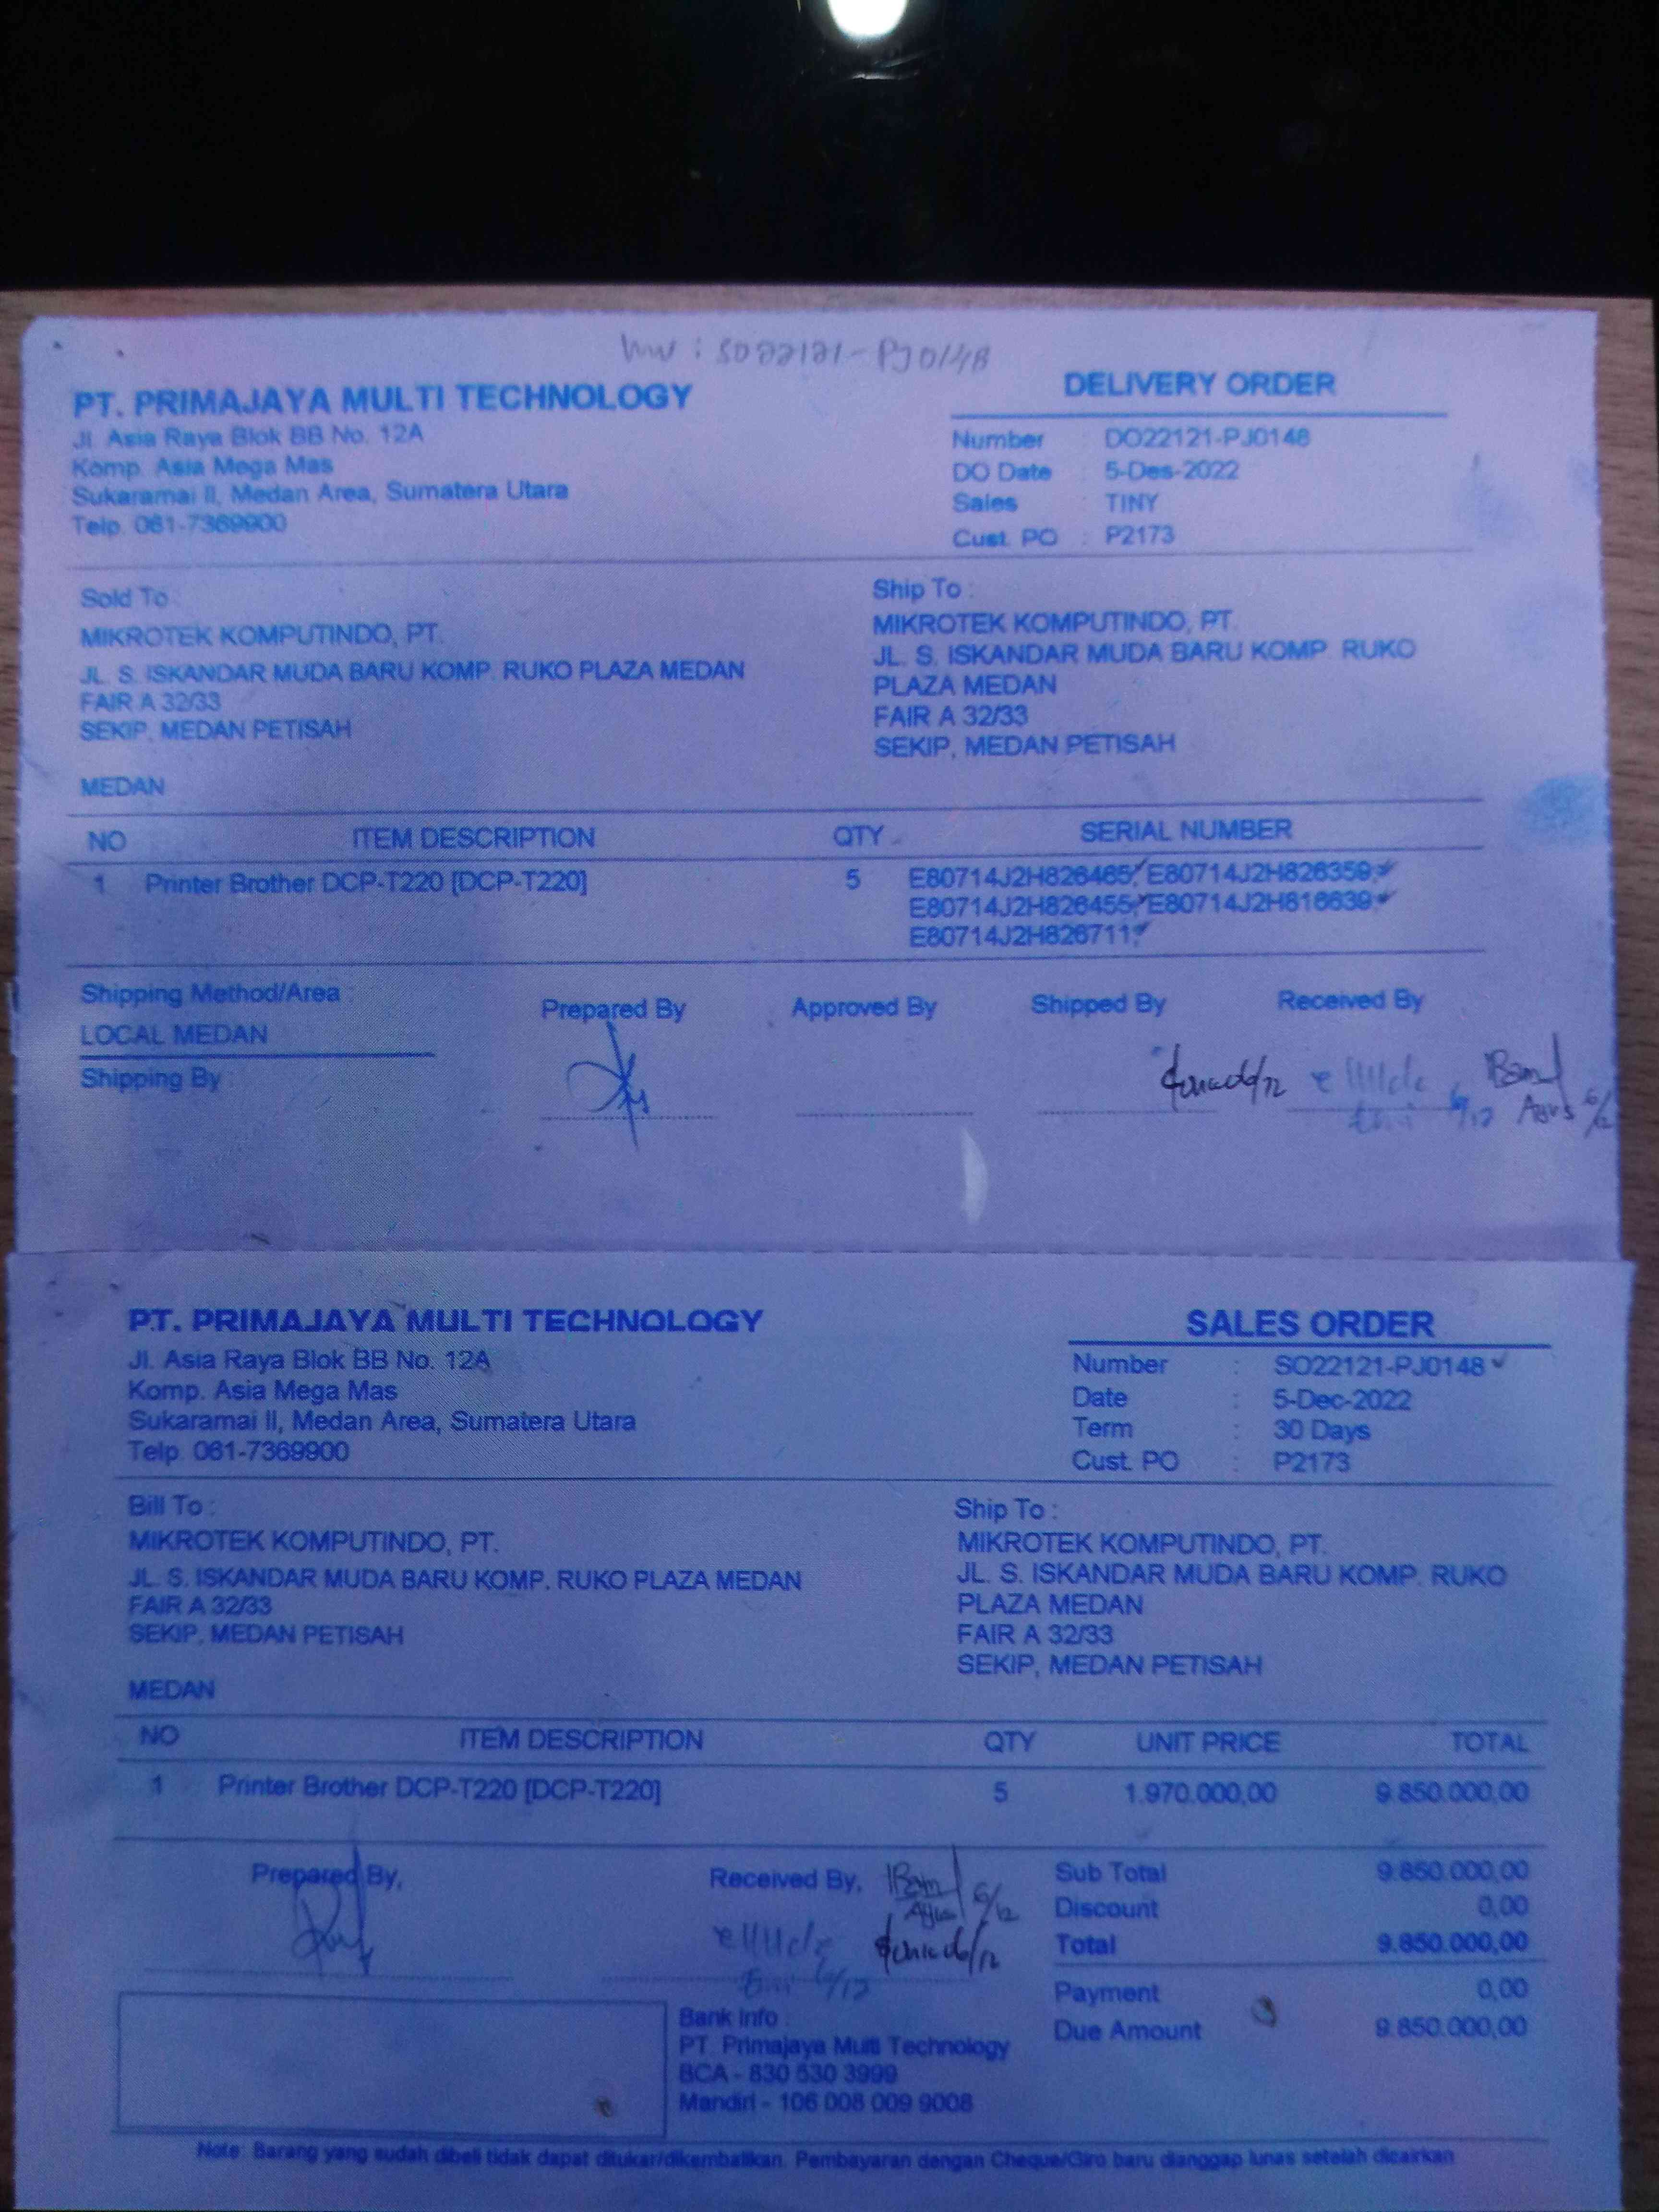 SO22121-PJ0148
PT. PRIMAJAYA MULTI TECHNOLOGY
Jl. Asia Raya Blok BB No. 12A
Komp. Asia Mega Mas
Sukaramai II, Medan Area, Sumatera Utara
Telp. 061-7369900
DELIVERY ORDER
Number : DO22121-PJ0148
DO Date : 5-Des-2022
Sales : TINY
Cust. PO : P2173
Sold To :
MIKROTEK KOMPUTINDO, PT.
JL. S. ISKANDAR MUDA BARU KOMP. RUKO PLAZA MEDAN
FAIR A 32/33
SEKIP, MEDAN PETISAH
MEDAN
Ship To :
MIKROTEK KOMPUTINDO, PT.
JL. S. ISKANDAR MUDA BARU KOMP. RUKO
PLAZA MEDAN
FAIR A 32/33
SEKIP, MEDAN PETISAH
NO ITEM DESCRIPTION QTY SERIAL NUMBER
1 Printer Brother DCP-T220 [DCP-T220] 5 E80714J2H826465, E80714J2H826359,
E80714J2H826455, E80714J2H816639,
E80714J2H826711,
Shipping Method/Area :
LOCAL MEDAN
Shipping By :
Prepared By Approved By Shipped By Received By
6/12 Agus 6/12
PT. PRIMAJAYA MULTI TECHNOLOGY
Jl. Asia Raya Blok BB No. 12A
Komp. Asia Mega Mas
Sukaramai II, Medan Area, Sumatera Utara
Telp. 061-7369900
SALES ORDER
Number : SO22121-PJ0148
Date : 5-Dec-2022
Term : 30 Days
Cust. PO : P2173
Bill To :
MIKROTEK KOMPUTINDO, PT.
JL. S. ISKANDAR MUDA BARU KOMP. RUKO PLAZA MEDAN
FAIR A 32/33
SEKIP, MEDAN PETISAH
MEDAN
Ship To :
MIKROTEK KOMPUTINDO, PT.
JL. S. ISKANDAR MUDA BARU KOMP. RUKO
PLAZA MEDAN
FAIR A 32/33
SEKIP, MEDAN PETISAH
NO ITEM DESCRIPTION QTY UNIT PRICE TOTAL
1 Printer Brother DCP-T220 [DCP-T220] 5 1.970.000,00 9.850.000,00
Prepared By, Received By,
Agus 6/12
6/12
Sub Total 9.850.000,00
Discount 0,00
Total 9.850.000,00
Payment 0,00
Due Amount 9.850.000,00
Bank Info :
PT. Primajaya Multi Technology
BCA - 830 530 3999
Mandiri - 106 008 009 9008
Note: Barang yang sudah dibeli tidak dapat ditukar/dikembalikan. Pembayaran dengan Cheque/Giro baru dianggap lunas setelah dicairkan